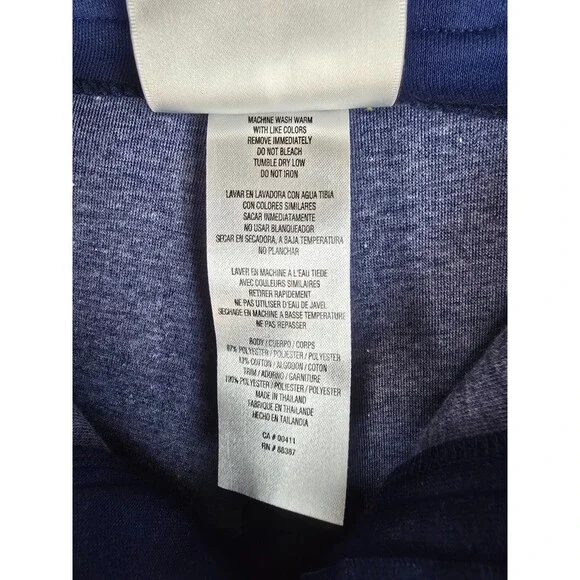 MACHINE WASH WARM
WITH LIKE COLORS
REMOVE IMMEDIATELY
DO NOT BLEACH
TUMBLE DRY LOW
DO NOT IRON
LAVAR EN LAVADORA CON AGUA TIBIA
CON COLORES SIMILARES
SACAR INMEDIATAMENTE
NO USAR BLANQUEADOR
SECAR EN SECADORA, A BAJA TEMPERATURA
NO PLANCHAR
LAVER EN MACHINE A L'EAU TIEDE
AVEC COULEURS SIMILAIRES
RETIRER RAPIDEMENT
NE PAS UTILISER D'EAU DE JAVEL
SECHAGE EN MACHINE A BASSE TEMPERATURE
NE PAS REPASSER
BODY / CUERPO / CORPS
87% POLYESTER / POLIESTER / POLYESTER
13% COTTON / ALGODON / COTON
TRIM / ADORNO / GARNITURE
100% POLYESTER / POLIESTER / POLYESTER
MADE IN THAILAND
FABRIQUE EN THAILANDE
HECHO EN TAILANDIA
CA # 00411
RN # 88387